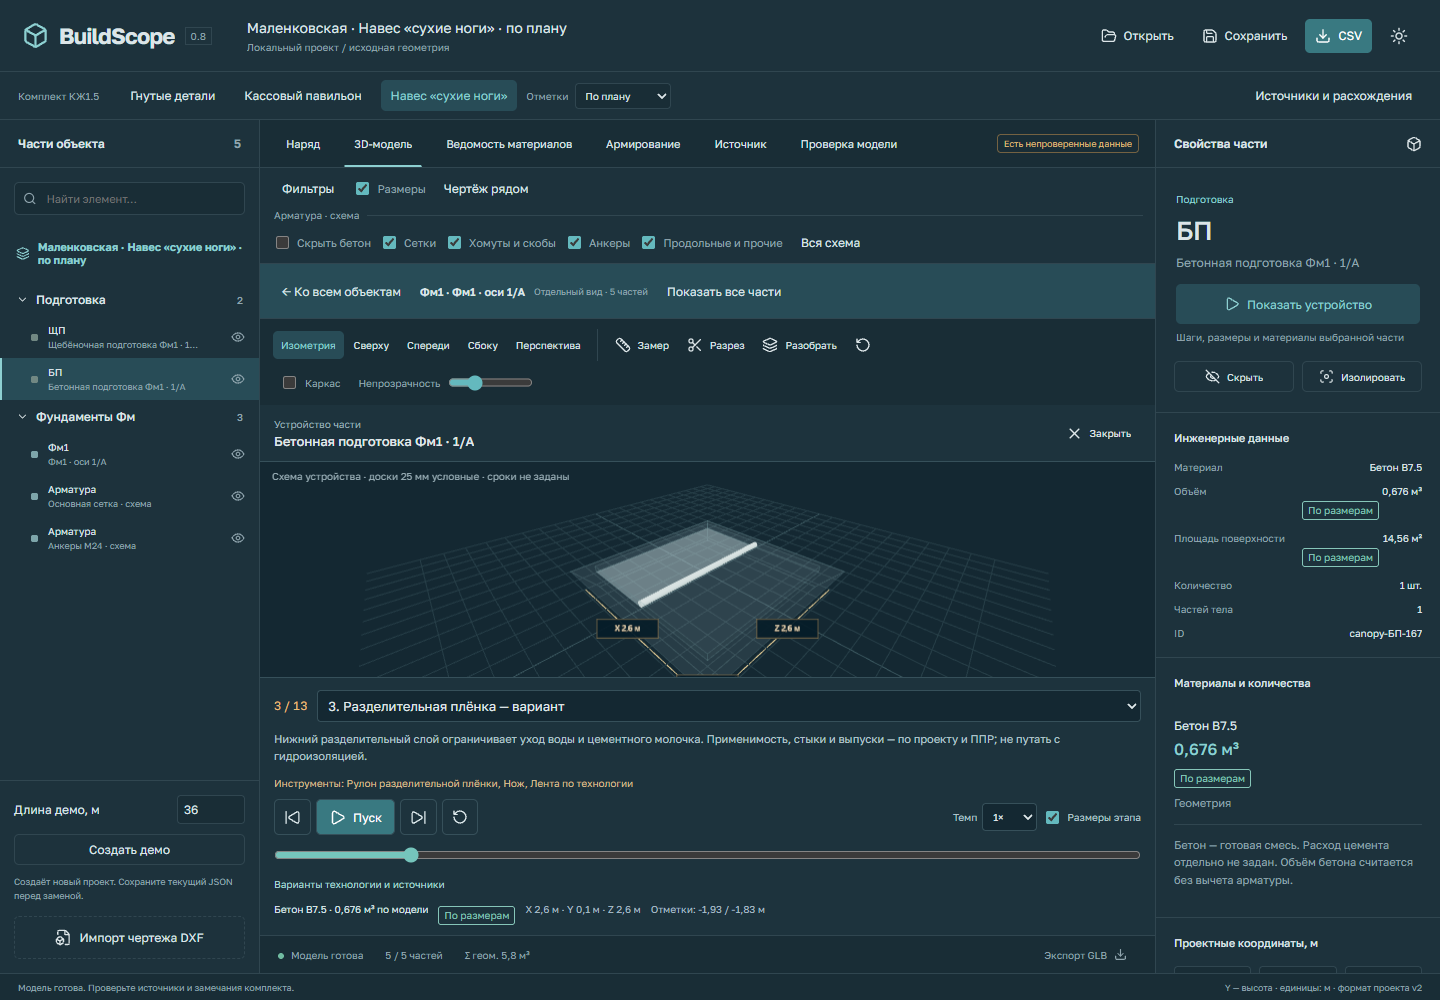 BuildScope
0.8
Маленковская · Навес «сухие ноги» · по плану
Локальный проект / исходная геометрия
Открыть
Сохранить
CSV
Комплект КЖ1.5
Гнутые детали
Кассовый павильон
Навес «сухие ноги»
Отметки
По плану
Источники и расхождения
Части объекта
5
Найти элемент...
Маленковская · Навес «сухие ноги» ·
по плану
Подготовка
2
ЩП
Щебёночная подготовка Фм1 · 1...
БП
Бетонная подготовка Фм1 · 1/А
Фундаменты Фм
3
Фм1
Фм1 · оси 1/А
Арматура
Основная сетка · схема
Арматура
Анкеры М24 · схема
Длина демо, м
36
Создать демо
Создаёт новый проект. Сохраните текущий JSON
перед заменой.
Импорт чертежа DXF
Наряд
3D-модель
Ведомость материалов
Армирование
Источник
Проверка модели
Есть непроверенные данные
Фильтры
Размеры
Чертёж рядом
Арматура · схема
Скрыть бетон
Сетки
Хомуты и скобы
Анкеры
Продольные и прочие
Вся схема
← Ко всем объектам
Фм1 · Фм1 · оси 1/А
Отдельный вид · 5 частей
Показать все части
Изометрия
Сверху
Спереди
Сбоку
Перспектива
Замер
Разрез
Разобрать
Каркас
Непрозрачность
Устройство части
Бетонная подготовка Фм1 · 1/А
Закрыть
Схема устройства · доски 25 мм условные · сроки не заданы
X 2,6 м
Z 2,6 м
3 / 13
3. Разделительная плёнка — вариант
Нижний разделительный слой ограничивает уход воды и цементного молочка. Применимость, стыки и выпуски — по проекту и ППР; не путать с
гидроизоляцией.
Инструменты: Рулон разделительной плёнки, Нож, Лента по технологии
Пуск
Темп
1×
Размеры этапа
Варианты технологии и источники
Бетон В7.5 · 0,676 м³ по модели
По размерам
X 2,6 м · Y 0,1 м · Z 2,6 м
Отметки: -1,93 / -1,83 м
Модель готова
5 / 5 частей
Σ геом. 5,8 м³
Экспорт GLB
Свойства части
Подготовка
БП
Бетонная подготовка Фм1 · 1/А
Показать устройство
Шаги, размеры и материалы выбранной части
Скрыть
Изолировать
Инженерные данные
Материал
Бетон В7.5
Объём
0,676 м³
По размерам
Площадь поверхности
14,56 м²
По размерам
Количество
1 шт.
Частей тела
1
ID
canopy-БП-167
Материалы и количества
Бетон В7.5
0,676 м³
По размерам
Геометрия
Бетон — готовая смесь. Расход цемента
отдельно не задан. Объём бетона считается
без вычета арматуры.
Проектные координаты, м
Модель готова. Проверьте источники и замечания комплекта.
Y — высота · единицы: м · формат проекта v2